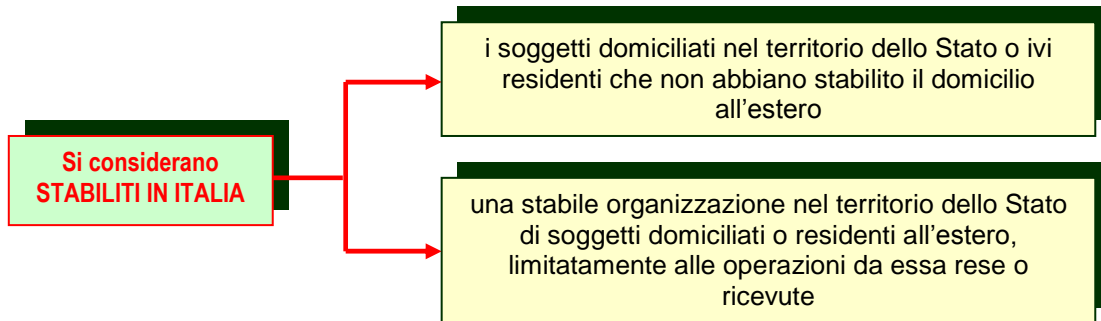 Si considerano
STABILITI IN ITALIA
i soggetti domiciliati nel territorio dello Stato o ivi
residenti che non abbiano stabilito il domicilio
all’estero
una stabile organizzazione nel territorio dello Stato
di soggetti domiciliati o residenti all’estero,
limitatamente alle operazioni da essa rese o
ricevute